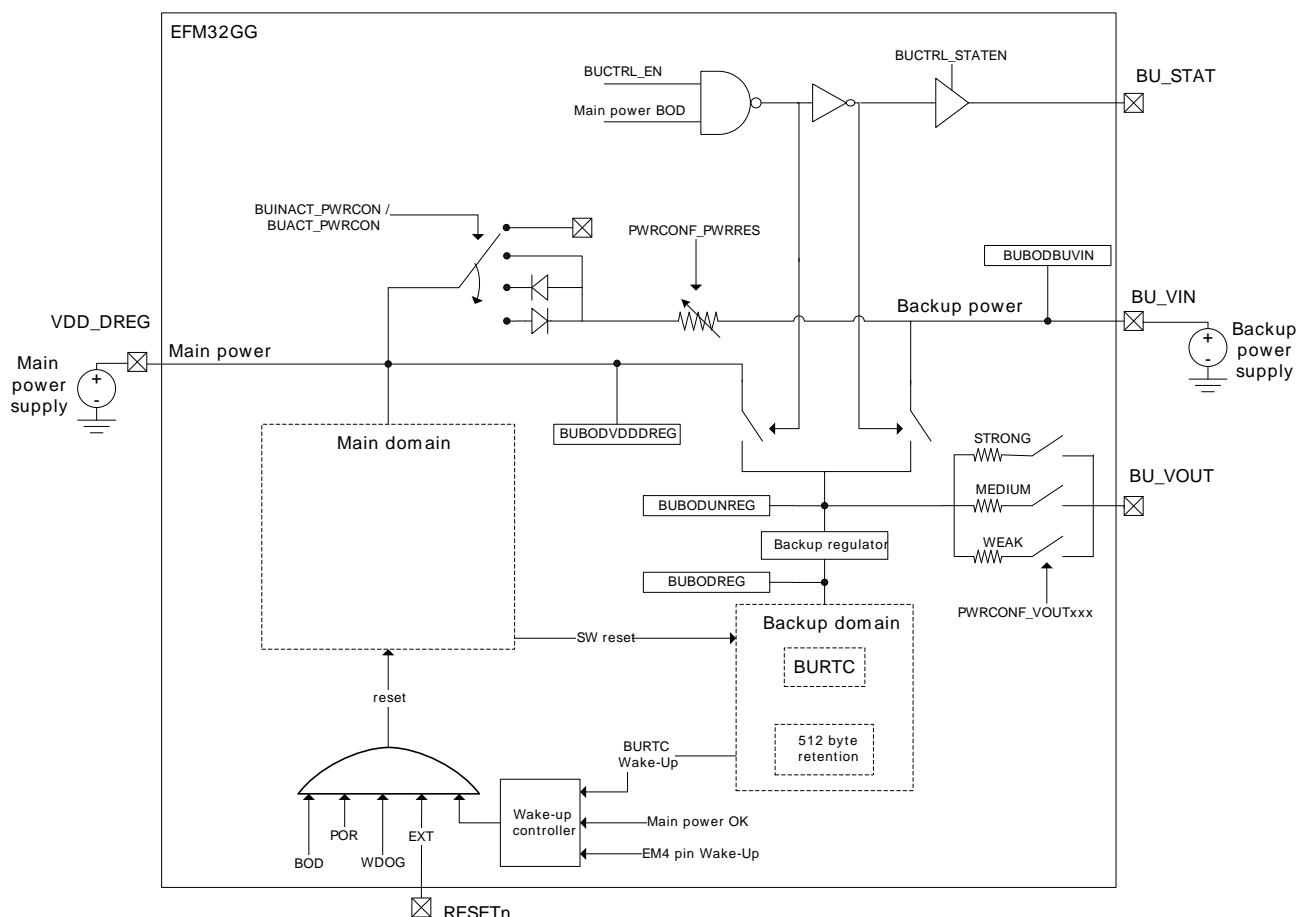 EFM32GG
BUCTRL_EN
Main power BOD
BUCTRL_STATEN
BU_STAT
BUINACT_PWRCON /
BUACT_PWRCON
PWRCONF_PWRRES
BUBODBUVIN
Backup power
BU_VIN
VDD_DREG
Main power
+
-
Main
power
supply
+
-
Backup
power
supply
BUBODVDDDREG
Main domain
STRONG
MEDIUM
WEAK
BU_VOUT
PWRCONF_VOUTxxx
BUBODUNREG
Backup regulator
BUBODREG
Backup domain
BURTC
512 byte
retention
SW reset
reset
BURTC
Wake-Up
Wake-up
controller
Main power OK
EM4 pin Wake-Up
BOD
POR
WDOG
EXT
RESETn